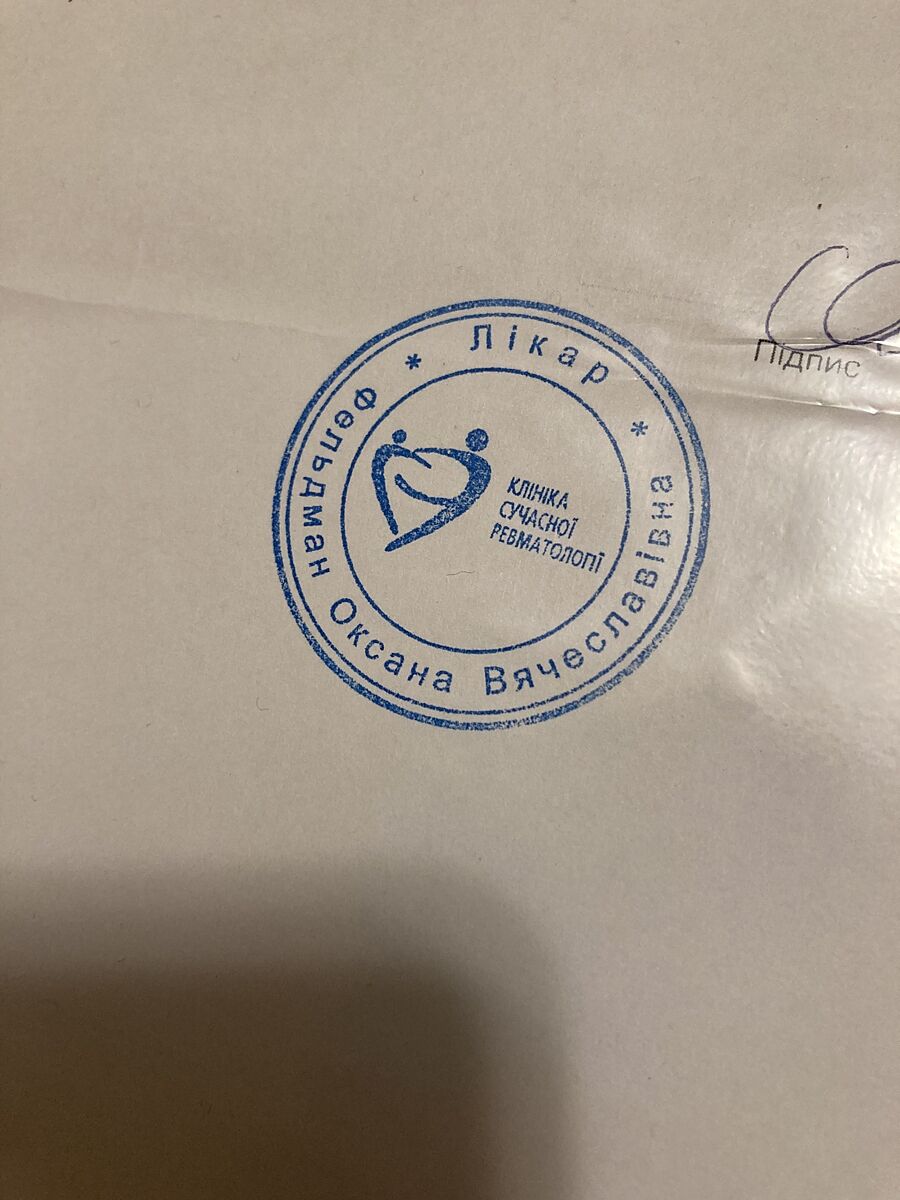 * Лікар *
Фельдман Оксана Вячеславівна
КЛІНІКА
СУЧАСНОЇ
РЕВМАТОЛОГІЇ
Підпис